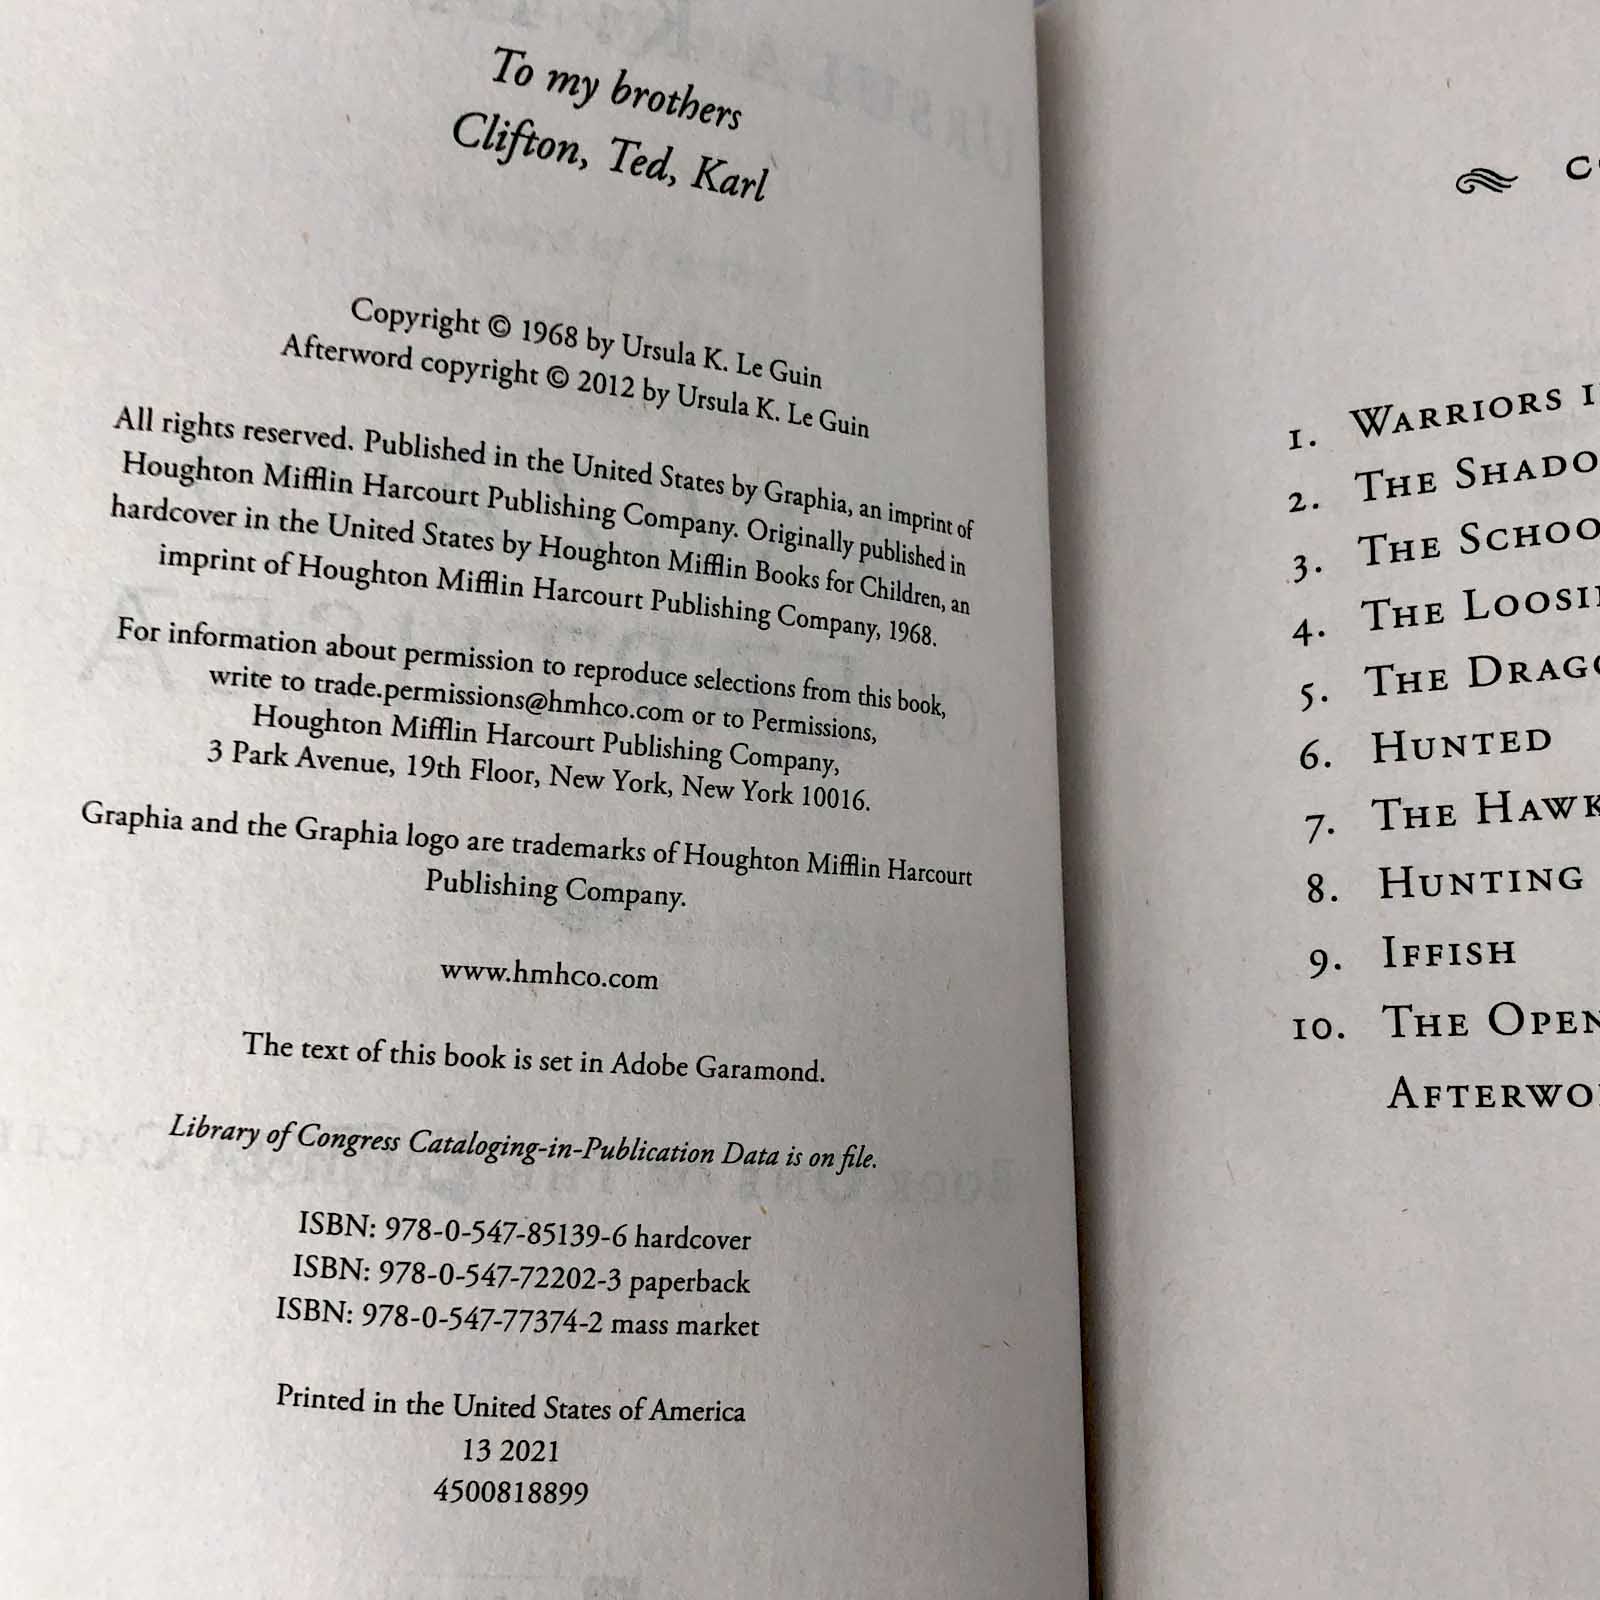 To my brothers
Clifton, Ted, Karl
Copyright © 1968 by Ursula K. Le Guin
Afterword copyright © 2012 by Ursula K. Le Guin
All rights reserved. Published in the United States by Graphia, an imprint of
Houghton Mifflin Harcourt Publishing Company. Originally published in
hardcover in the United States by Houghton Mifflin Books for Children, an
imprint of Houghton Mifflin Harcourt Publishing Company, 1968.
For information about permission to reproduce selections from this book,
write to trade.permissions@hmhco.com or to Permissions,
Houghton Mifflin Harcourt Publishing Company,
3 Park Avenue, 19th Floor, New York, New York 10016.
Graphia and the Graphia logo are trademarks of Houghton Mifflin Harcourt
Publishing Company.
www.hmhco.com
The text of this book is set in Adobe Garamond.
Library of Congress Cataloging-in-Publication Data is on file.
ISBN: 978-0-547-85139-6 hardcover
ISBN: 978-0-547-72202-3 paperback
ISBN: 978-0-547-77374-2 mass market
Printed in the United States of America
13 2021
4500818899
1. WARRIORS
2. THE SHADO
3. THE SCHOO
4. THE LOOSI
5. THE DRAG
6. HUNTED
7. THE HAWK
8. HUNTING
9. IFFISH
10. THE OPEN
AFTERWO